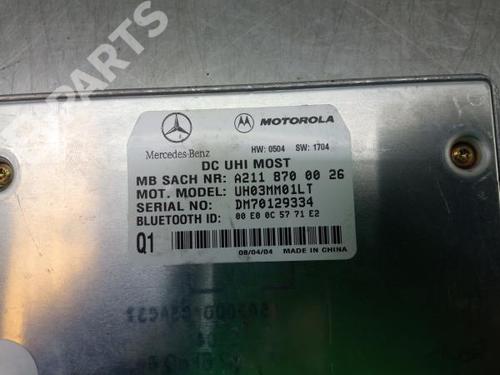 PARTS
Mercedes-Benz
MOTOROLA
HW: 0504 SW: 1704
DC UHI MOST
MB SACH NR: A211 870 00 26
MOT. MODEL: UH03MM01LT
SERIAL NO: DM70129334
BLUETOOTH ID: 00 E0 0C 57 71 E2
Q1
08/04/04 MADE IN CHINA